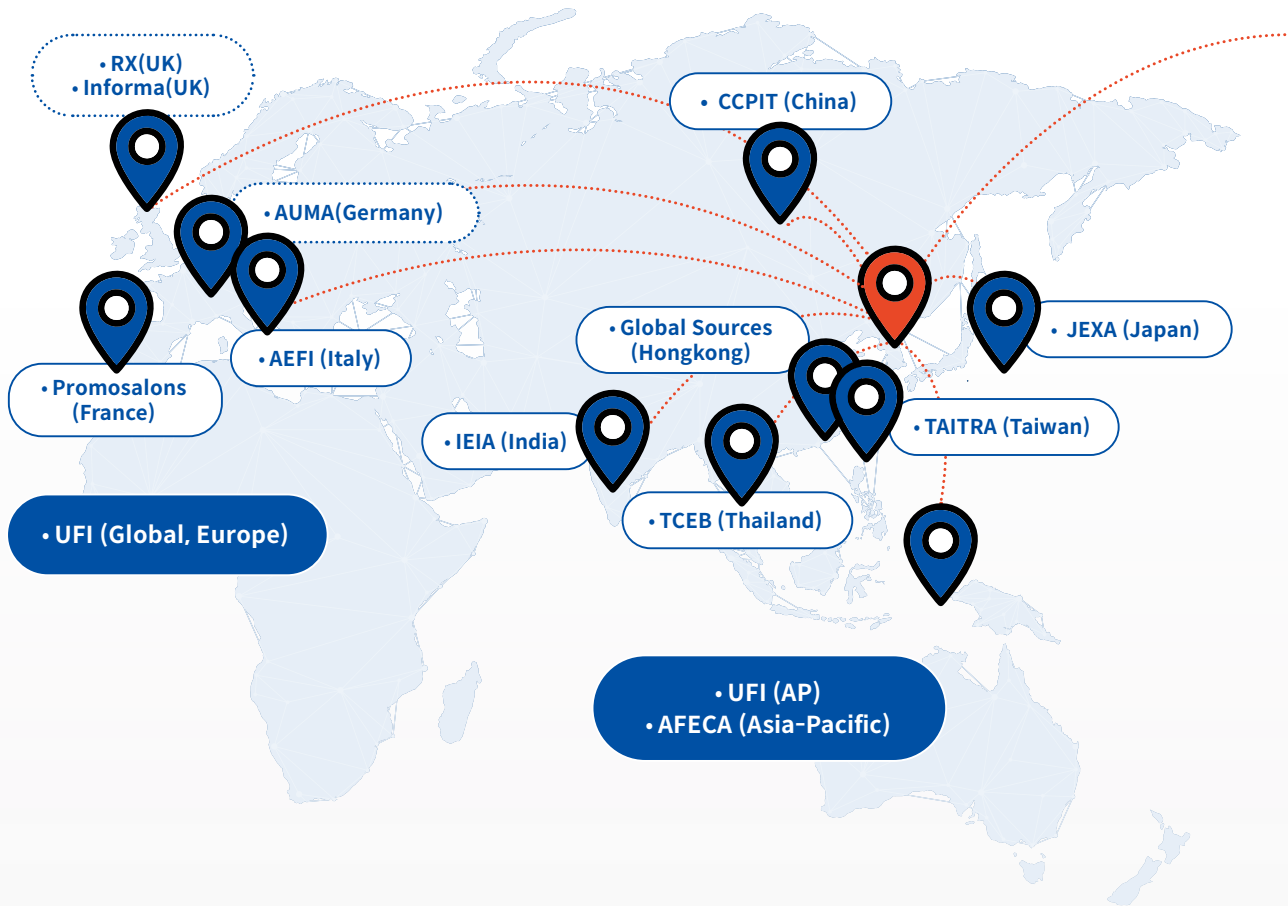 • RX(UK)
• Informa(UK)
• CCPIT (China)
• AUMA(Germany)
• Global Sources
(Hongkong)
• JEXA (Japan)
• AEFI (Italy)
• Promosalons
(France)
• IEIA (India)
• TAITRA (Taiwan)
• TCEB (Thailand)
• UFI (Global, Europe)
• UFI (AP)
• AFECA (Asia-Pacific)